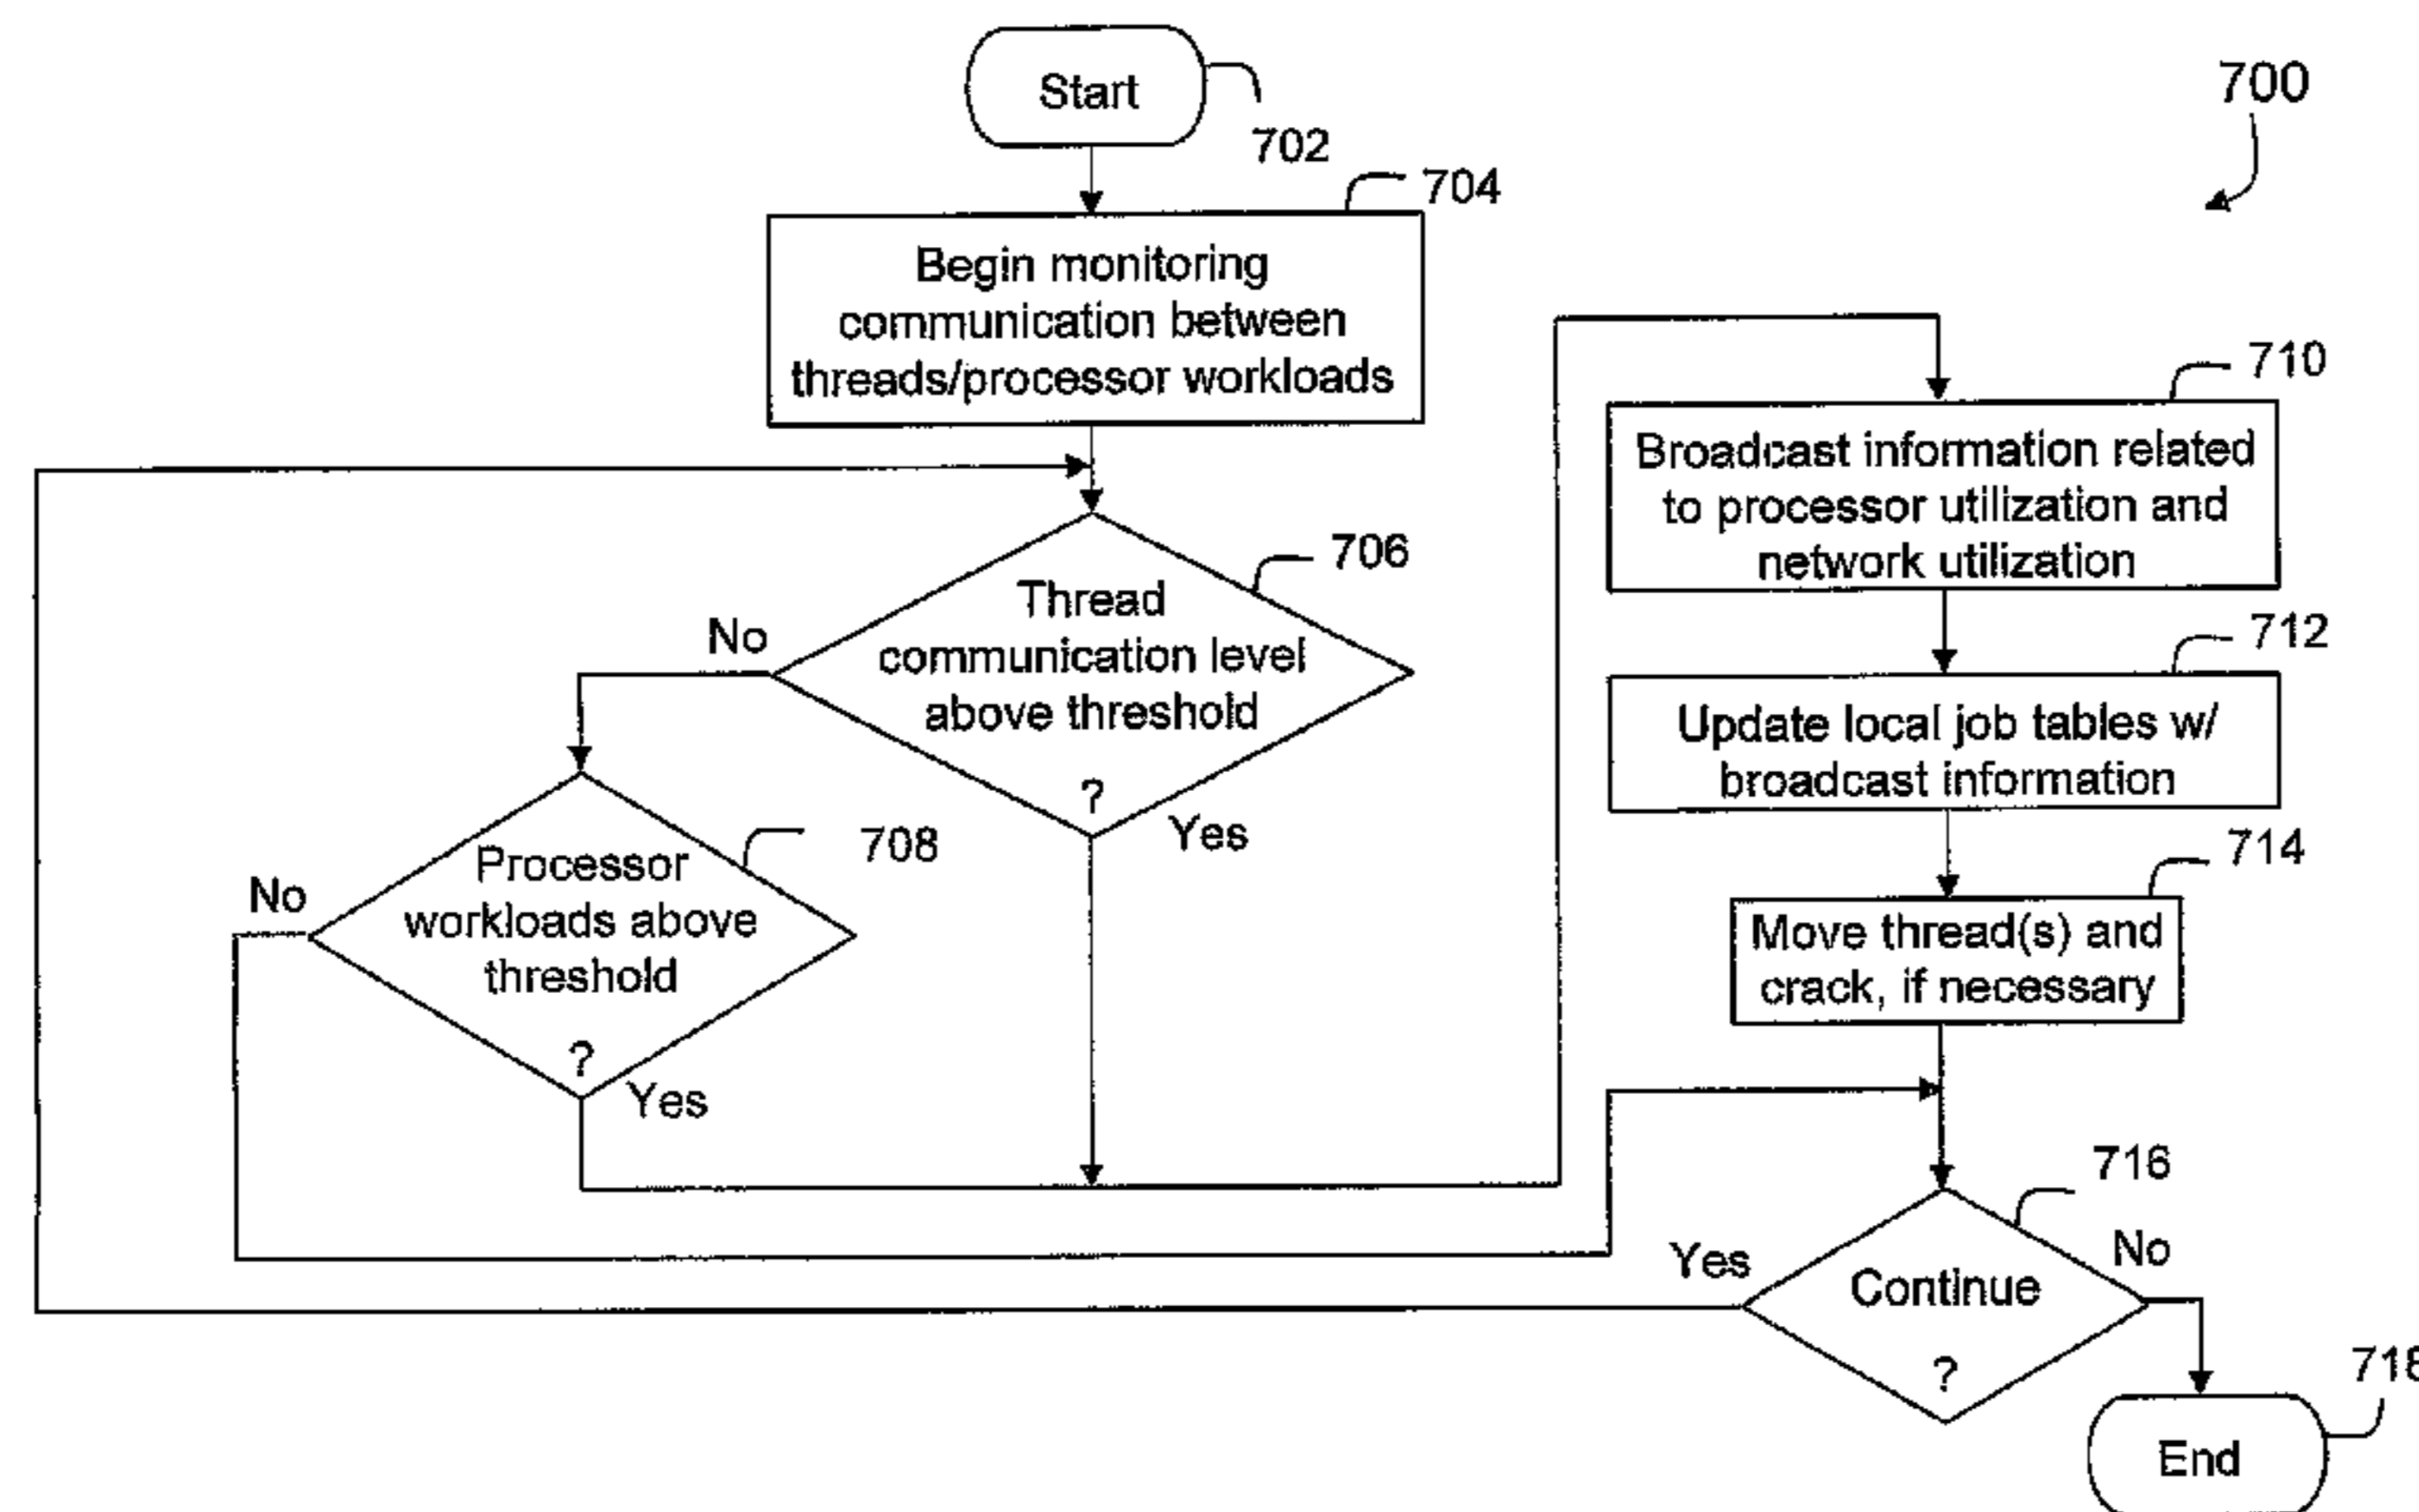 Start
702
700
704
Begin monitoring
communication between
threads/processor workloads
706
Thread
communication level
above threshold
?
No
Yes
708
Processor
workloads above
threshold
?
No
Yes
710
Broadcast information related
to processor utilization and
network utilization
712
Update local job tables w/
broadcast information
714
Move thread(s) and
crack, if necessary
716
Continue
?
Yes
No
718
End